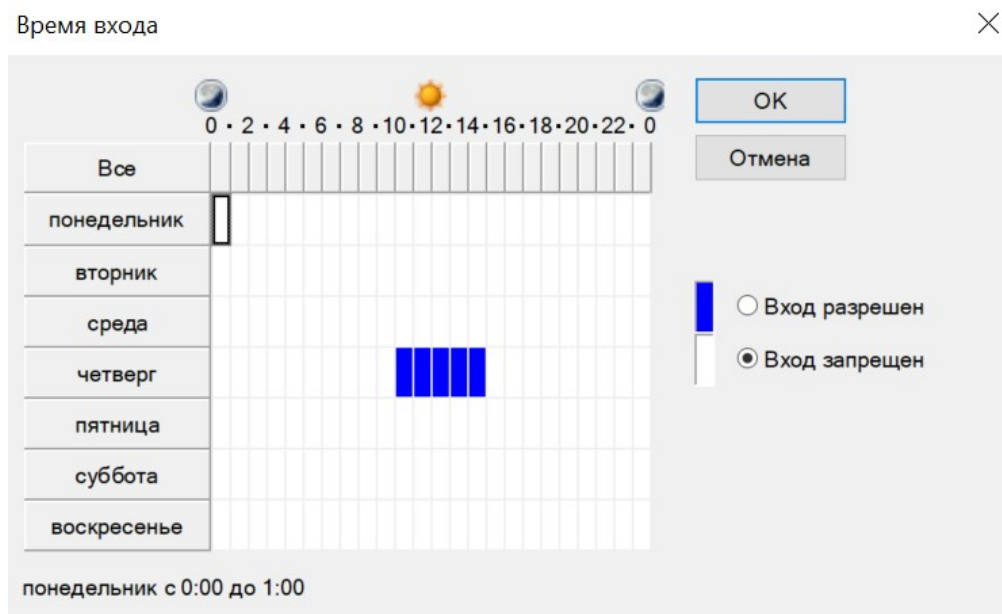 Время входа
0 • 2 • 4 • 6 • 8 •10•12•14•16•18•20•22• 0
OK
Отмена
Все
понедельник
вторник
среда
четверг
пятница
суббота
воскресенье
Вход разрешен
Вход запрещен
понедельник с 0:00 до 1:00